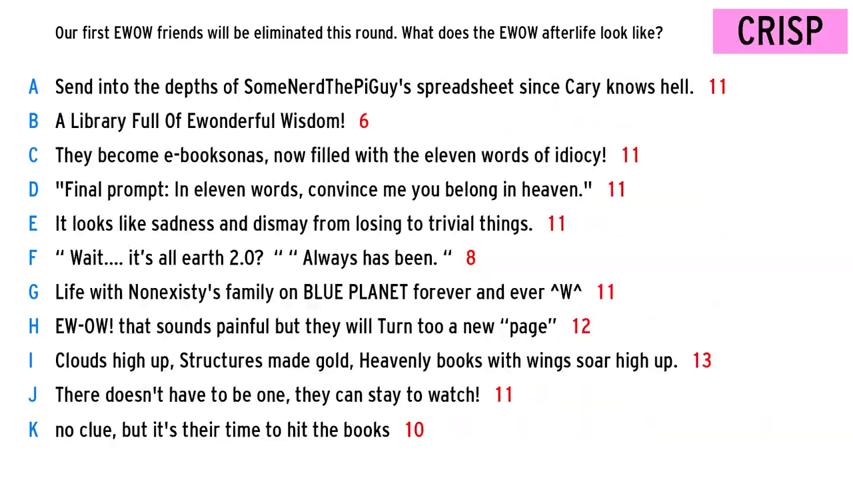 Our first EWOW friends will be eliminated this round. What does the EWOW afterlife look like?
CRISP
A Send into the depths of SomeNerdThePiGuy's spreadsheet since Cary knows hell. 11
B A Library Full Of Ewonderful Wisdom! 6
C They become e-booksonas, now filled with the eleven words of idiocy! 11
D "Final prompt: In eleven words, convince me you belong in heaven." 11
E It looks like sadness and dismay from losing to trivial things. 11
F “ Wait.... it’s all earth 2.0? “ “ Always has been. “ 8
G Life with Nonexisty's family on BLUE PLANET forever and ever ^W^ 11
H EW-OW! that sounds painful but they will Turn too a new “page” 12
I Clouds high up, Structures made gold, Heavenly books with wings soar high up. 13
J There doesn't have to be one, they can stay to watch! 11
K no clue, but it's their time to hit the books 10